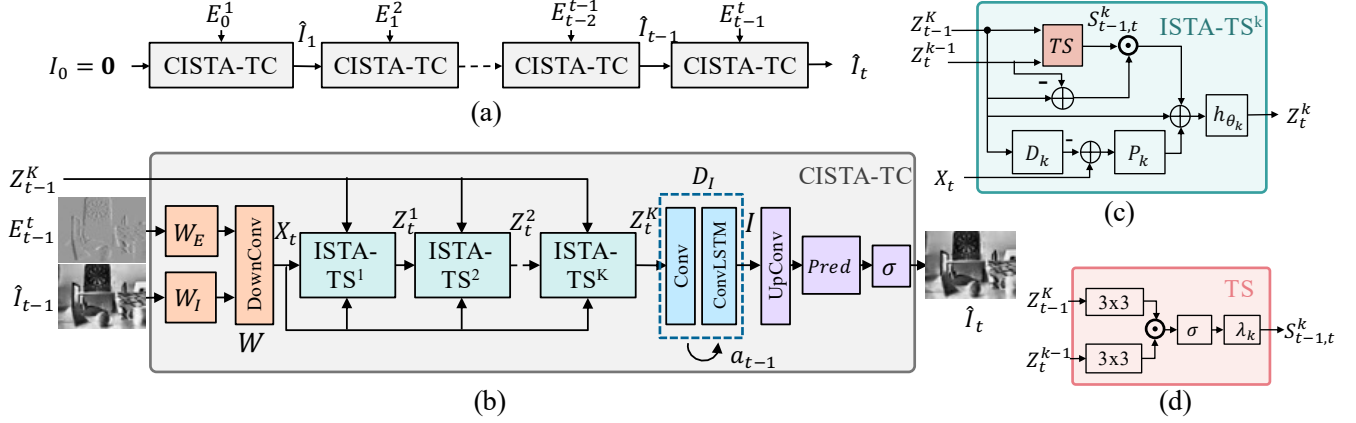 E_0^1 E_1^2 E_{t-2}^{t-1} E_{t-1}^t
I_0 = 0 CISTA-TC Î_1 CISTA-TC CISTA-TC Î_{t-1} CISTA-TC Î_t
(a)
Z_{t-1}^K CISTA-TC
E_{t-1}^t W_E
Î_{t-1} W_I
DownConv
W
X_t
ISTA-
TS^1
Z_t^1
ISTA-
TS^2
Z_t^2
ISTA-
TS^K
Z_t^K
D_I
Conv
ConvLSTM
a_{t-1}
I
UpConv
Pred
σ
Î_t
(b)
ISTA-TS^k
Z_{t-1}^K
Z_t^{k-1}
TS
S_{t-1,t}^k
-
D_k
-
P_k
h_{θ_k}
Z_t^k
X_t
(c)
TS
Z_{t-1}^K 3x3
Z_t^{k-1} 3x3
σ
λ_k
S_{t-1,t}^k
(d)